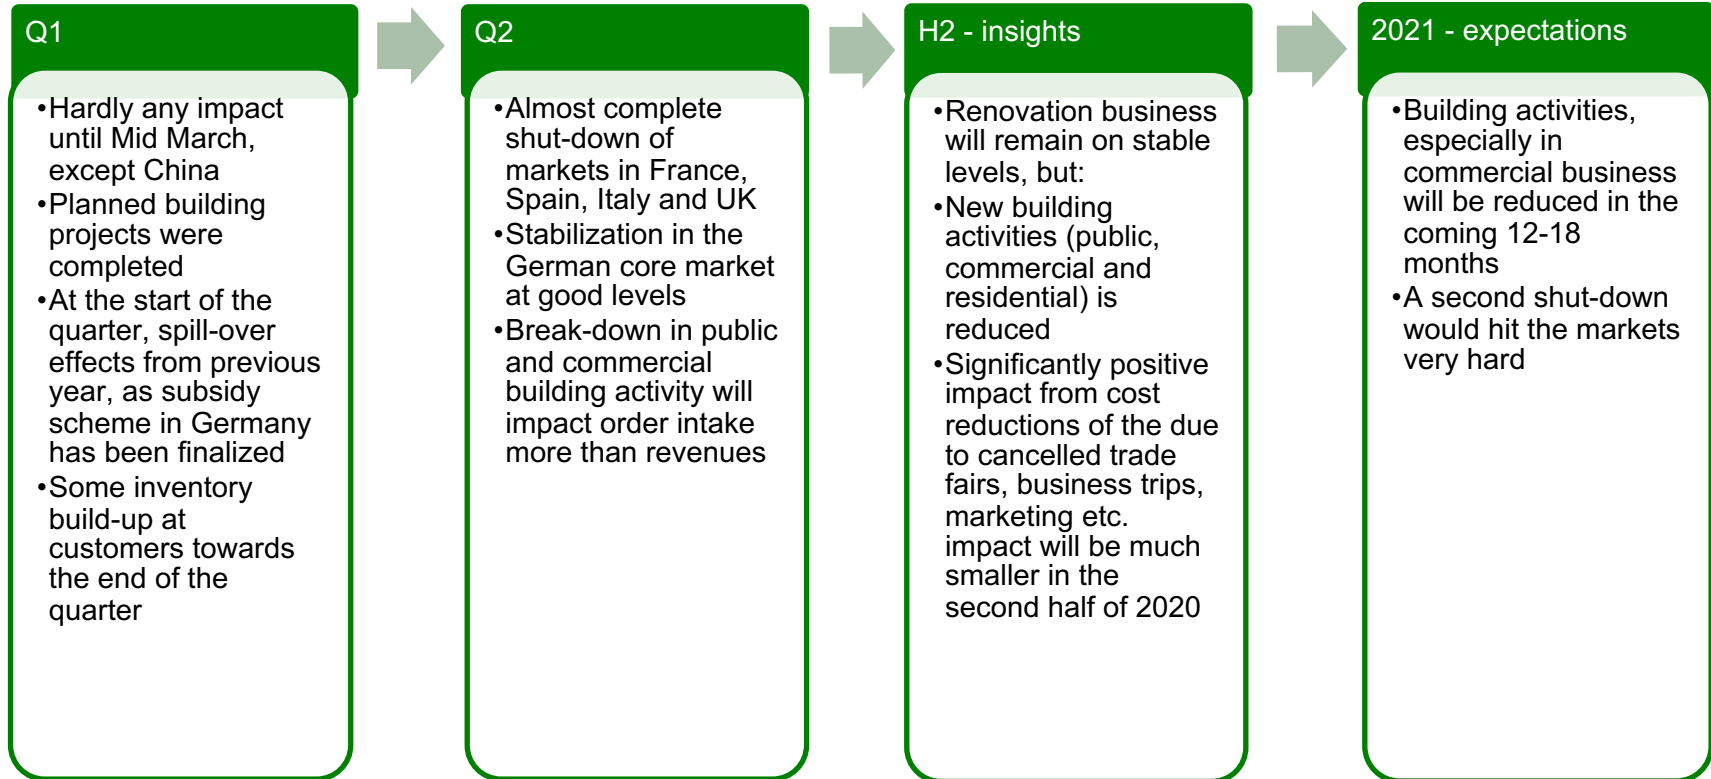 Q1
•Hardly any impact
until Mid March,
except China
•Planned building
projects were
completed
•At the start of the
quarter, spill-over
effects from previous
year, as subsidy
scheme in Germany
has been finalized
•Some inventory
build-up at
customers towards
the end of the
quarter
Q2
•Almost complete
shut-down of
markets in France,
Spain, Italy and UK
•Stabilization in the
German core market
at good levels
•Break-down in public
and commercial
building activity will
impact order intake
more than revenues
H2 - insights
•Renovation business
will remain on stable
levels, but:
•New building
activities (public,
commercial and
residential) is
reduced
•Significantly positive
impact from cost
reductions of the due
to cancelled trade
fairs, business trips,
marketing etc.
impact will be much
smaller in the
second half of 2020
2021 - expectations
•Building activities,
especially in
commercial business
will be reduced in the
coming 12-18
months
•A second shut-down
would hit the markets
very hard